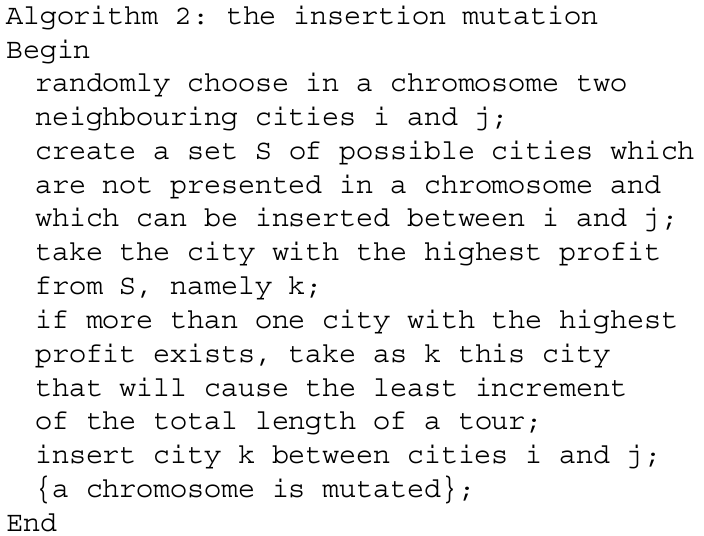 Algorithm 2: the insertion mutation
Begin
randomly choose in a chromosome two
neighbouring cities i and j;
create a set S of possible cities which
are not presented in a chromosome and
which can be inserted between i and j;
take the city with the highest profit
from S, namely k;
if more than one city with the highest
profit exists, take as k this city
that will cause the least increment
of the total length of a tour;
insert city k between cities i and j;
{a chromosome is mutated};
End